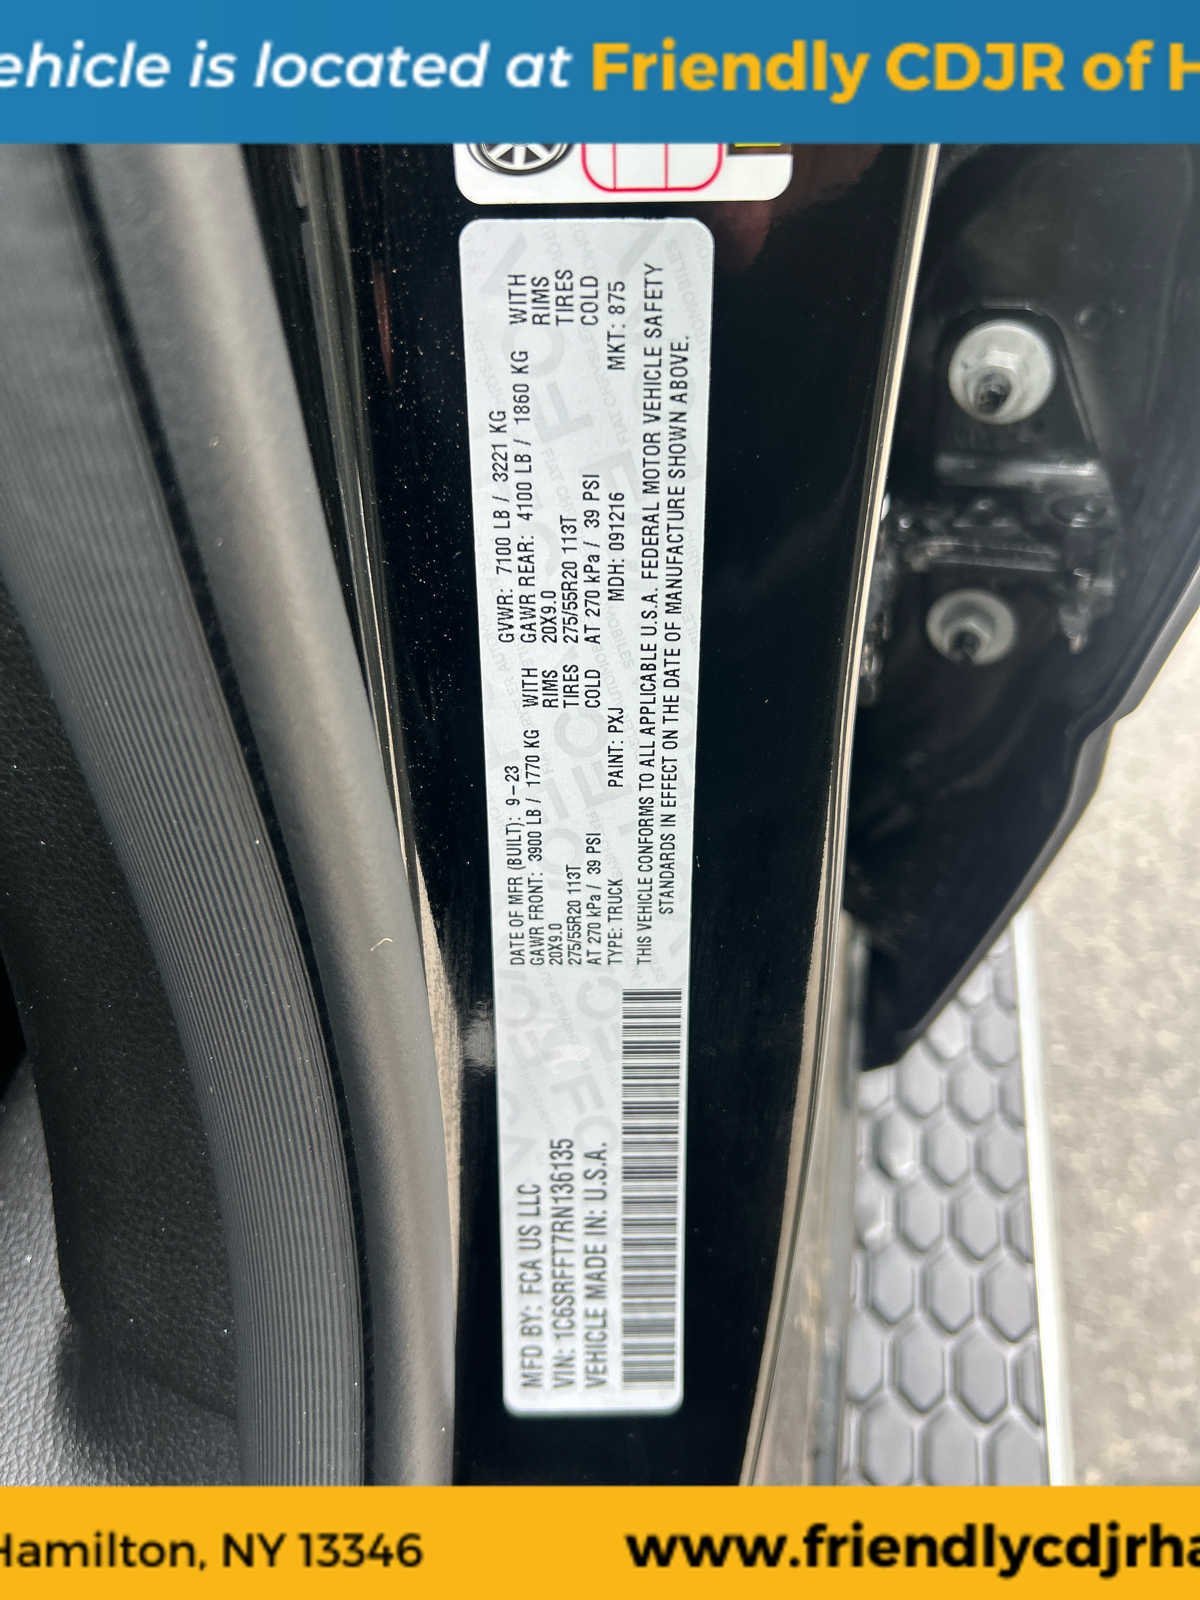 ehicle is located at Friendly CDJR of H
MFD BY: FCA US LLC
VIN: 1C6SRFFT7RN136135
VEHICLE MADE IN: U.S.A.
DATE OF MFR (BUILT): 9-23
GAWR FRONT: 3900 LB / 1770 KG WITH
20X9.0 RIMS
275/55R20 113T TIRES
AT 270 kPa / 39 PSI COLD
GVWR: 7100 LB / 3221 KG
GAWR REAR: 4100 LB / 1860 KG WITH
20X9.0 RIMS
275/55R20 113T TIRES
AT 270 kPa / 39 PSI COLD
TYPE: TRUCK PAINT: PXJ MDH: 091216 MKT: 875
THIS VEHICLE CONFORMS TO ALL APPLICABLE U.S.A. FEDERAL MOTOR VEHICLE SAFETY
STANDARDS IN EFFECT ON THE DATE OF MANUFACTURE SHOWN ABOVE.
Hamilton, NY 13346
www.friendlycdjrha